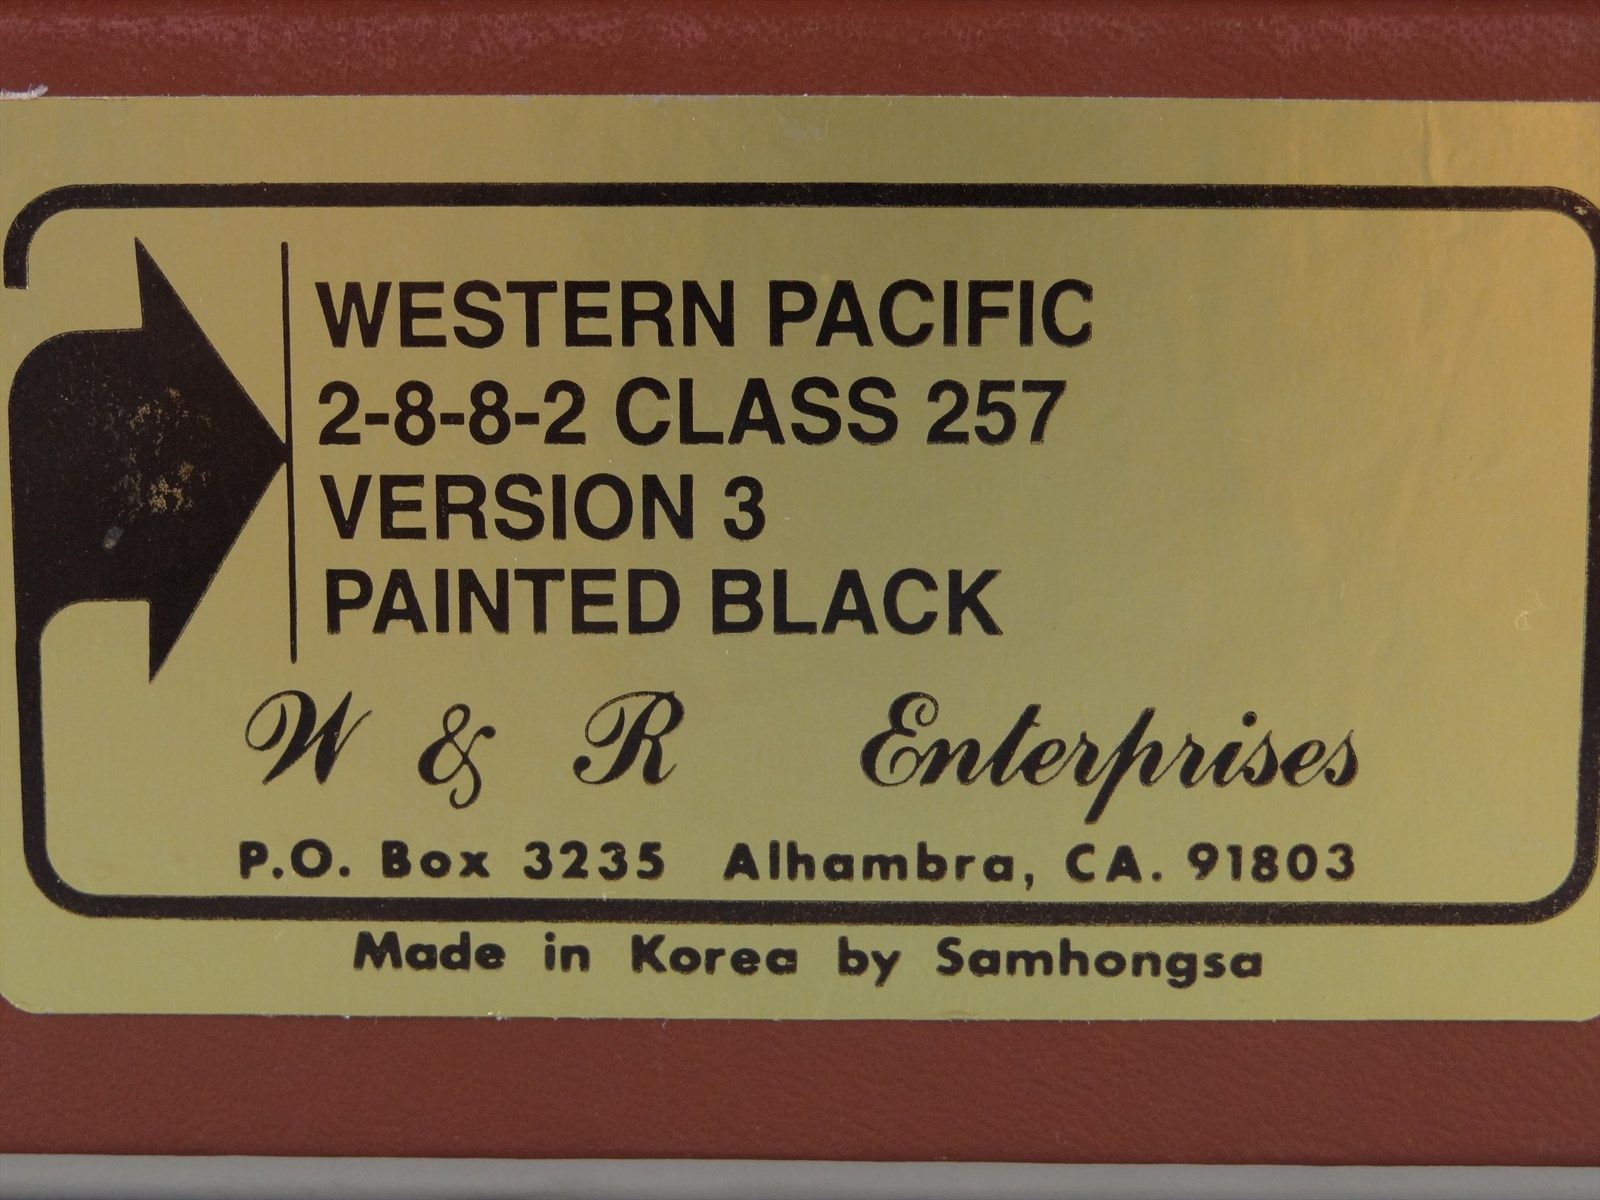 WESTERN PACIFIC
2-8-8-2 CLASS 257
VERSION 3
PAINTED BLACK
W & R Enterprises
P.O. Box 3235 Alhambra, CA. 91803
Made in Korea by Samhongsa